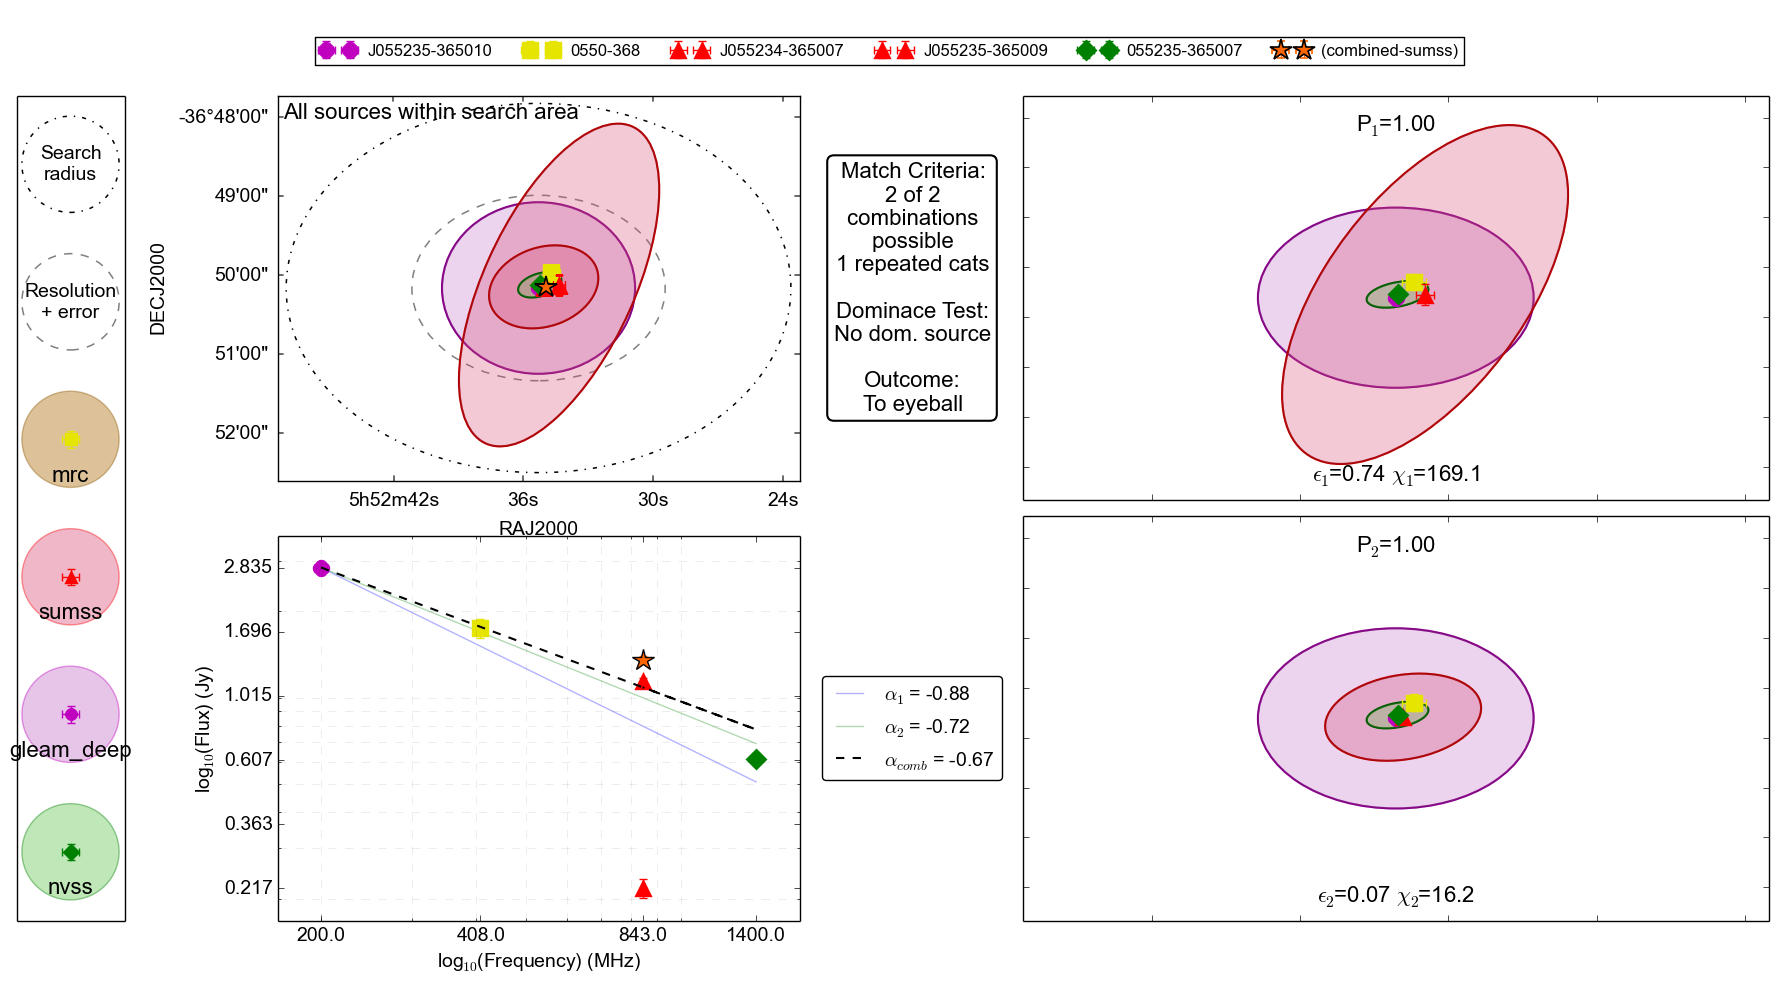 J055235-365010
0550-368
J055234-365007
J055235-365009
055235-365007
(combined-sumss)
Search
radius
Resolution
+ error
mrc
sumss
gleam_deep
nvss
All sources within search area
DECJ2000
-36°48'00"
49'00"
50'00"
51'00"
52'00"
5h52m42s
36s
30s
24s
RAJ2000
Match Criteria:
2 of 2
combinations
possible
1 repeated cats
Dominace Test:
No dom. source
Outcome:
To eyeball
P₁=1.00
ϵ₁=0.74 χ₁=169.1
log₁₀(Flux) (Jy)
2.835
1.696
1.015
0.607
0.363
0.217
200.0
408.0
843.0
1400.0
log₁₀(Frequency) (MHz)
α₁ = -0.88
α₂ = -0.72
α_comb = -0.67
P₂=1.00
ϵ₂=0.07 χ₂=16.2